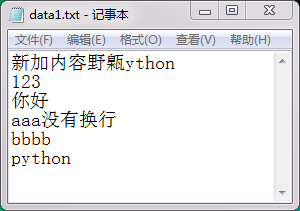 data1.txt - 记事本
文件(F) 编辑(E) 格式(O) 查看(V) 帮助(H)
新加内容野甎ython
123
你好
aaa没有换行
bbbb
python